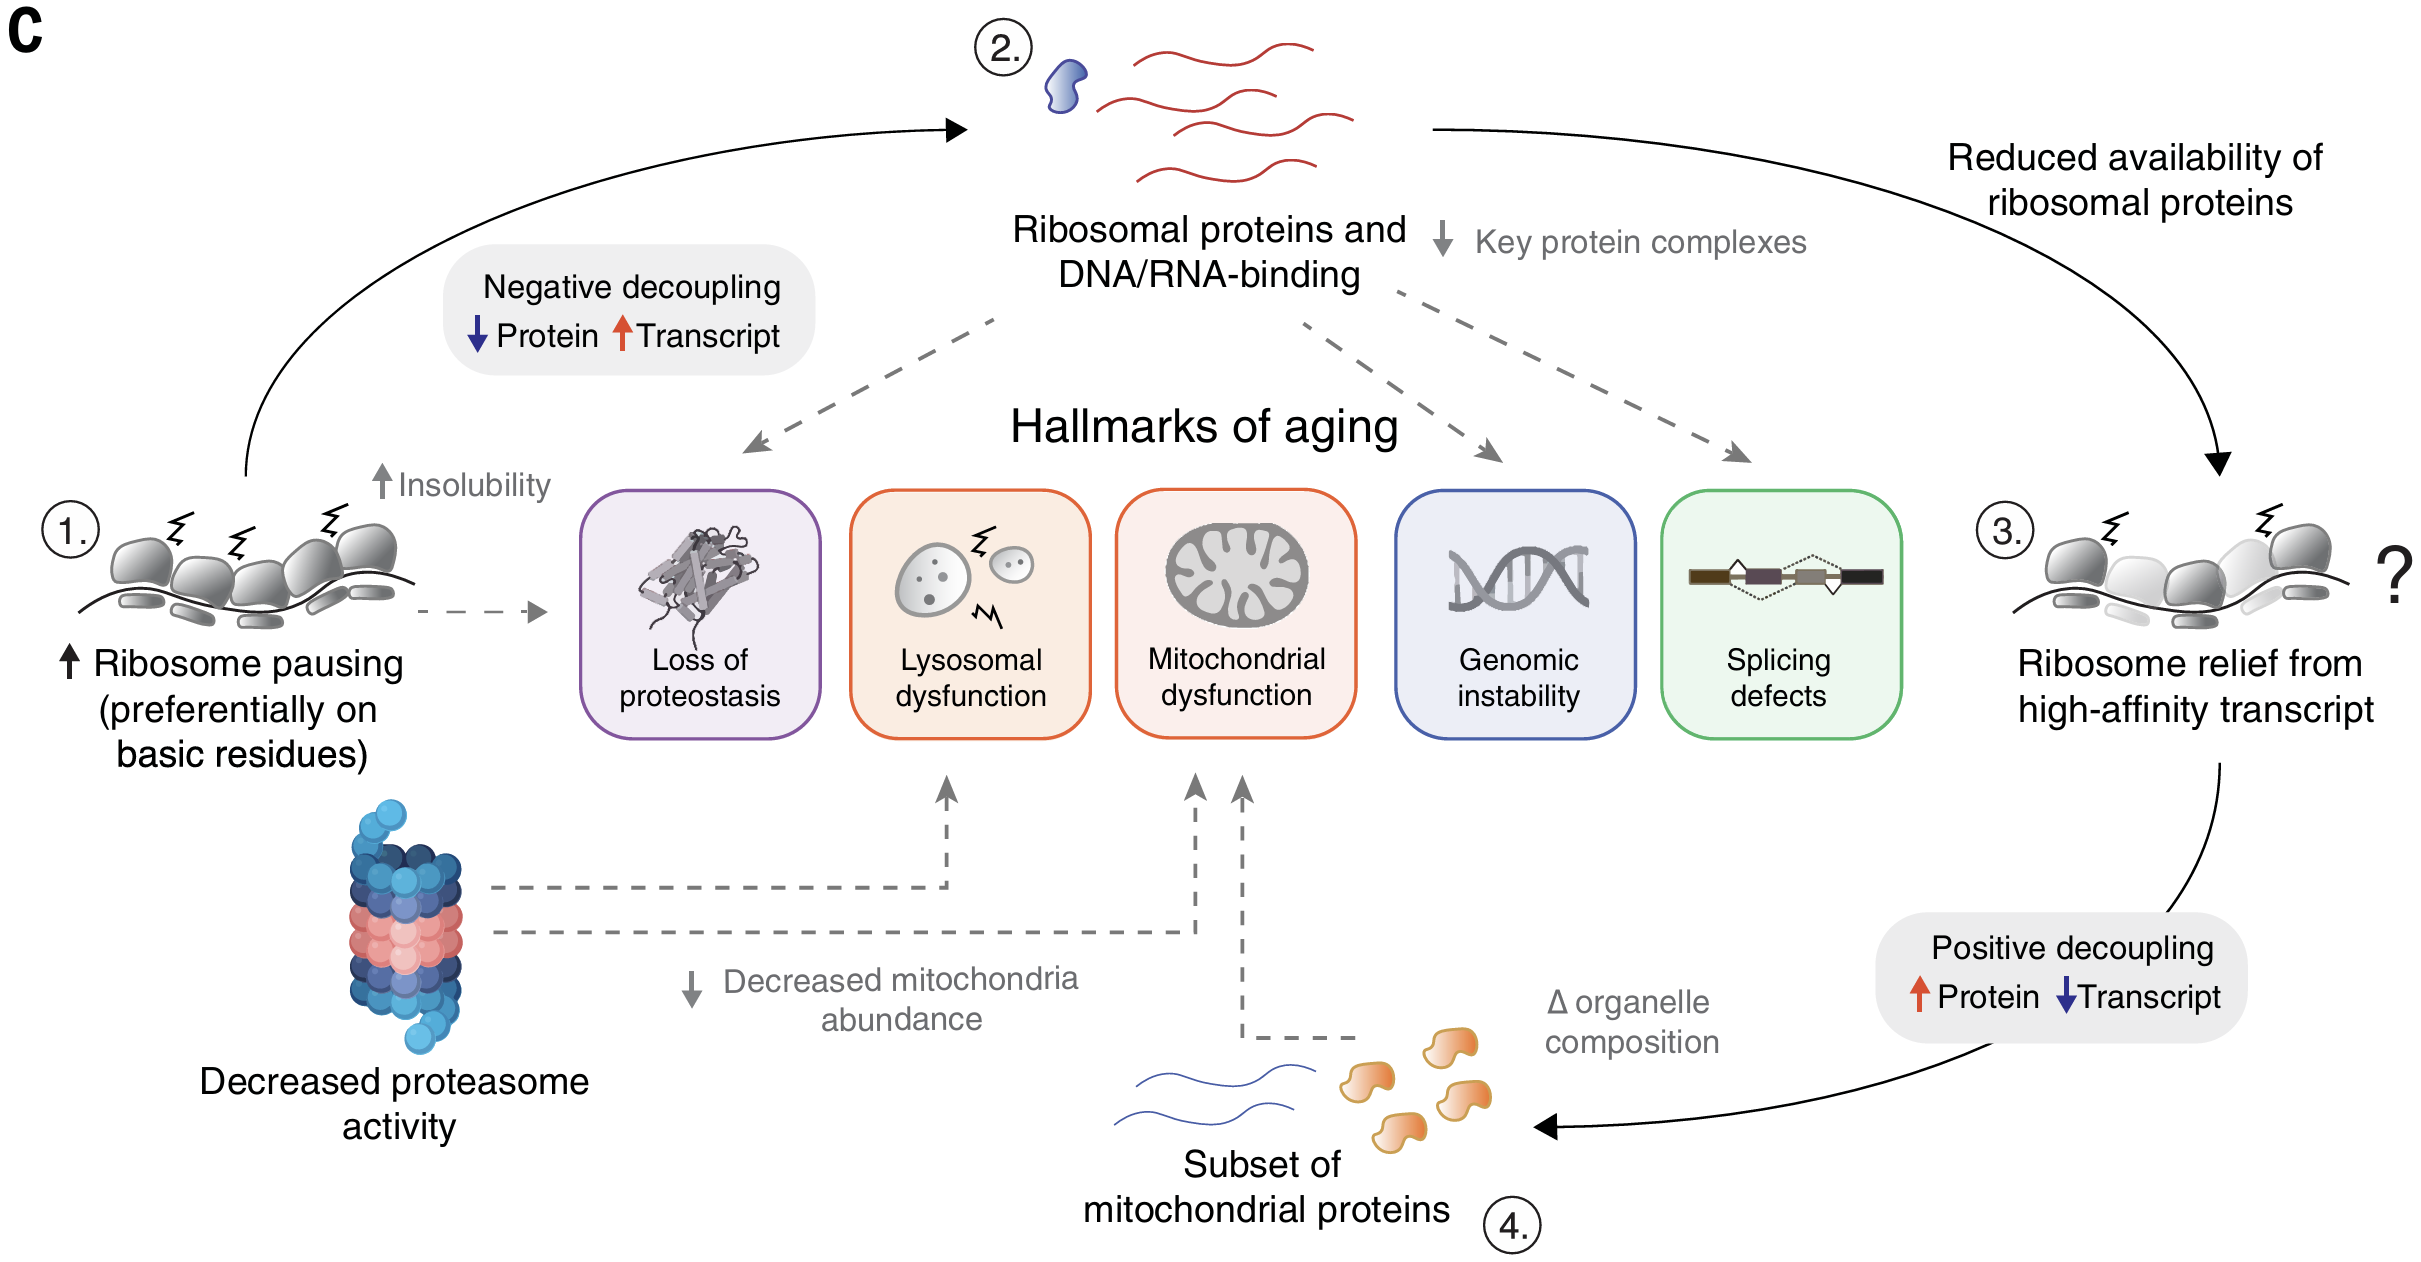 c
2.
Ribosomal proteins and
DNA/RNA-binding
↓ Key protein complexes
Reduced availability of
ribosomal proteins
Negative decoupling
↓ Protein ↑ Transcript
Hallmarks of aging
↑ Insolubility
1.
↑ Ribosome pausing
(preferentially on
basic residues)
Loss of
proteostasis
Lysosomal
dysfunction
Mitochondrial
dysfunction
Genomic
instability
Splicing
defects
3.
?
Ribosome relief from
high-affinity transcript
Decreased proteasome
activity
↓ Decreased mitochondria
abundance
Δ organelle
composition
Positive decoupling
↑ Protein ↓ Transcript
Subset of
mitochondrial proteins
4.